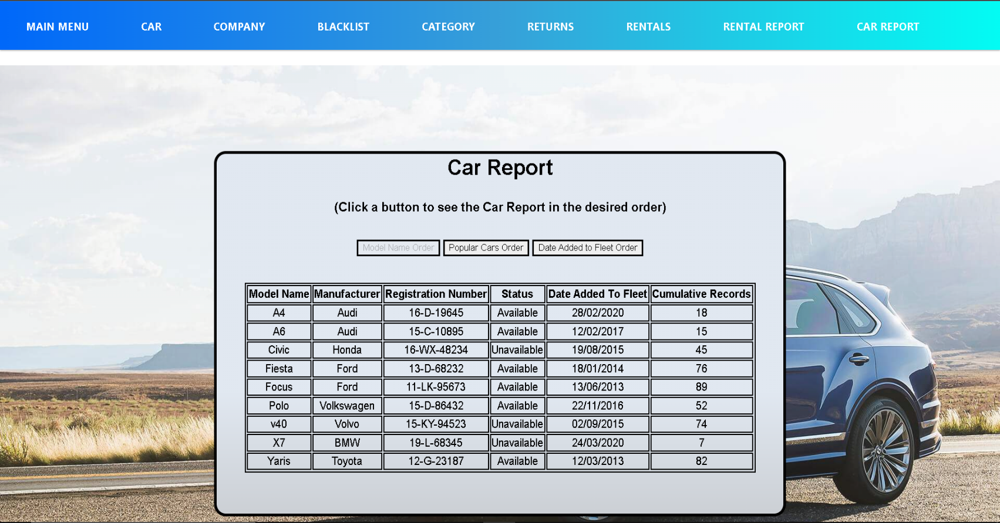 MAIN MENU CAR COMPANY BLACKLIST CATEGORY RETURNS RENTALS RENTAL REPORT CAR REPORT
Car Report
(Click a button to see the Car Report in the desired order)
Model Name Order Popular Cars Order Date Added to Fleet Order
Model Name Manufacturer Registration Number Status Date Added To Fleet Cumulative Records
A4 Audi 16-D-19645 Available 28/02/2020 18
A6 Audi 15-C-10895 Available 12/02/2017 15
Civic Honda 16-WX-48234 Unavailable 19/08/2015 45
Fiesta Ford 13-D-68232 Available 18/01/2014 76
Focus Ford 11-LK-95673 Available 13/06/2013 89
Polo Volkswagen 15-D-86432 Available 22/11/2016 52
v40 Volvo 15-KY-94523 Unavailable 02/09/2015 74
X7 BMW 19-L-68345 Unavailable 24/03/2020 7
Yaris Toyota 12-G-23187 Available 12/03/2013 82